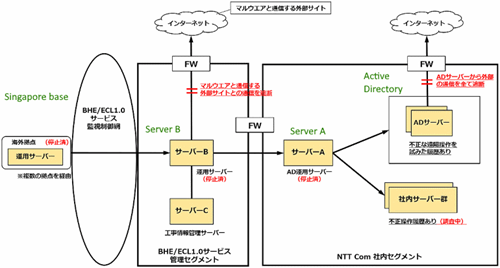 マルウエアと通信する外部サイト
インターネット
インターネット
FW
FW
マルウエアと通信する
外部サイトとの通信を遮断
ADサーバーから外部
の通信を全て遮断
Singapore base
BHE/ECL1.0
サービス
監視制御網
Active
Directory
Server B
FW
Server A
ADサーバー
海外拠点 (停止済)
運用サーバー
サーバーB
サーバーA
不正な遠隔操作を
試みた履歴あり
※複数の拠点を経由
運用サーバー
(停止済)
AD運用サーバー
(停止済)
サーバーC
社内サーバー群
工事情報管理サーバー
不正操作履歴あり (調査中)
BHE/ECL1.0サービス
管理セグメント
NTT Com 社内セグメント